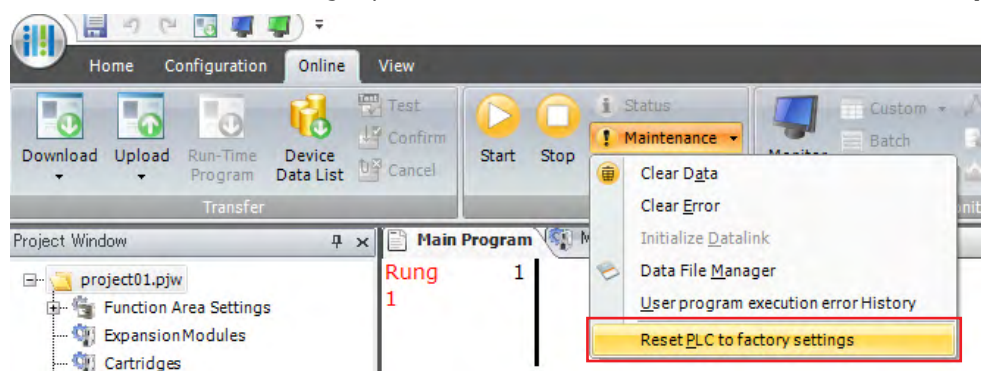 Home Configuration Online View
Download Upload Run-Time Program Device Data List
Test
Confirm
Cancel
Transfer
Start Stop
Status
Maintenance
Custom
Batch
Clear Data
Clear Error
Initialize Datalink
Data File Manager
User program execution error History
Reset PLC to factory settings
Project Window
project01.pjw
Function Area Settings
ExpansionModules
Cartridges
Main Program
Rung 1
1